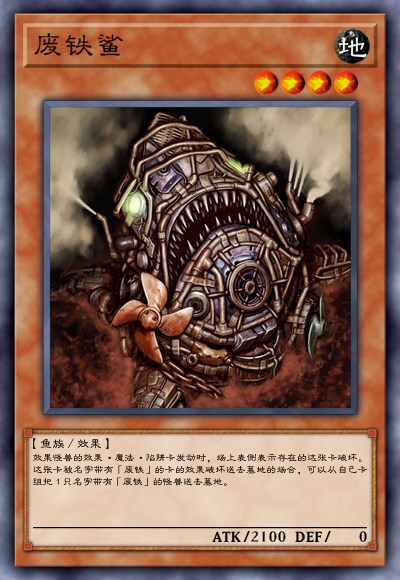 废铁鲨
地
【鱼族/效果】
效果怪兽的效果·魔法·陷阱卡发动时，场上表侧表示存在的这张卡破坏。
这张卡被名字带有「废铁」的卡的效果破坏送去墓地的场合，可以从自己卡
组把1只名字带有「废铁」的怪兽送去墓地。
ATK/2100 DEF/ 0